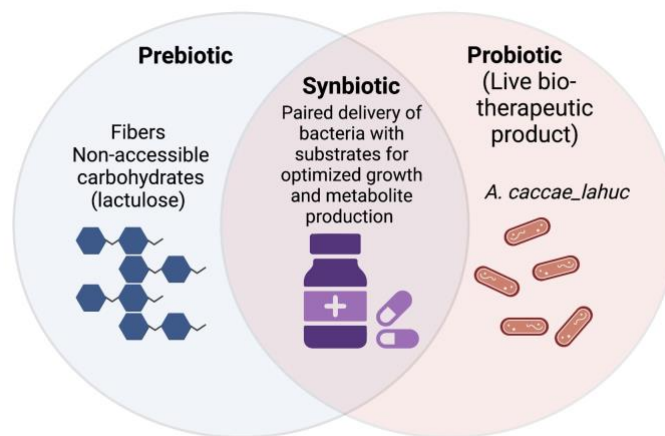 Prebiotic
Fibers
Non-accessible
carbohydrates
(lactulose)
Synbiotic
Paired delivery of
bacteria with
substrates for
optimized growth
and metabolite
production
Probiotic
(Live bio-
therapeutic
product)
A. caccae_lahuc